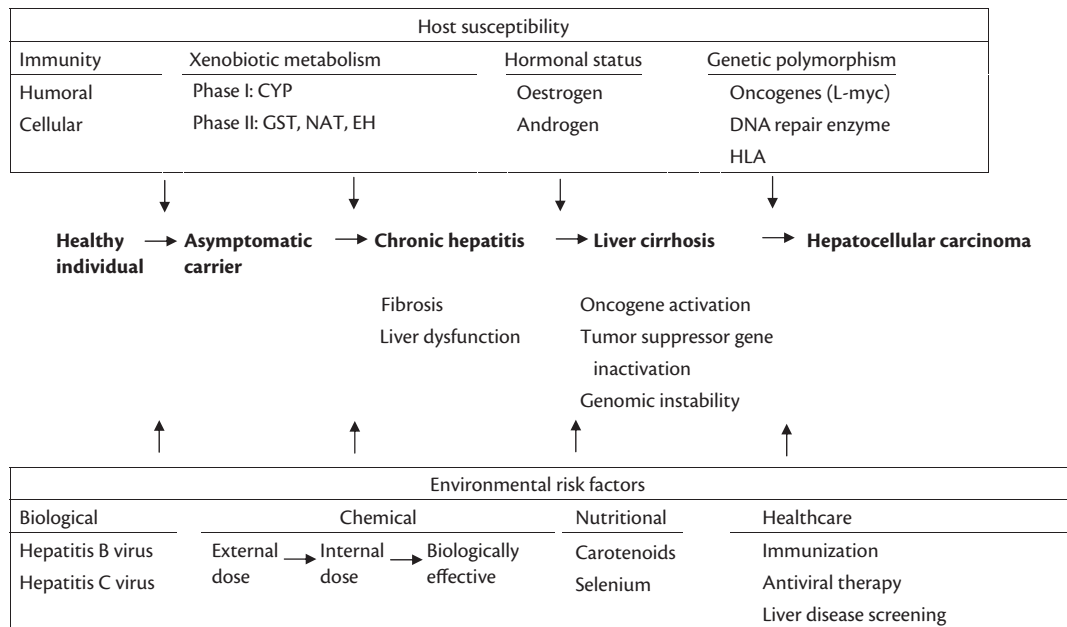 Host susceptibility
Immunity Xenobiotic metabolism Hormonal status Genetic polymorphism
Humoral Phase I: CYP Oestrogen Oncogenes (L-myc)
Cellular Phase II: GST, NAT, EH Androgen DNA repair enzyme
HLA
Healthy Asymptomatic Chronic hepatitis Liver cirrhosis Hepatocellular carcinoma
individual carrier
Fibrosis Oncogene activation
Liver dysfunction Tumor suppressor gene
inactivation
Genomic instability
Environmental risk factors
Biological Chemical Nutritional Healthcare
Hepatitis B virus External Internal Biologically Carotenoids Immunization
dose dose effective
Hepatitis C virus Selenium Antiviral therapy
Liver disease screening